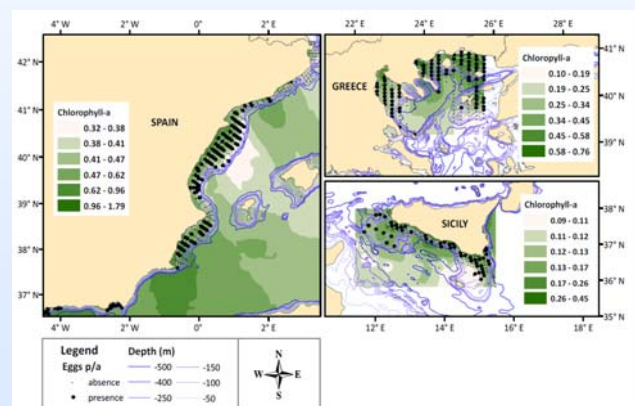 4° W 2° W 0° 2° E
42° N
41° N
40° N
39° N
38° N
37° N
SPAIN
Chlorophyll-a
0.32 - 0.38
0.38 - 0.41
0.41 - 0.47
0.47 - 0.62
0.62 - 0.96
0.96 - 1.79
4° W 2° W 0° 2° E
22° E 24° E 26° E 28° E
41° N
40° N
GREECE
Chloropyll-a
0.10 - 0.19
0.19 - 0.25
0.25 - 0.34
0.34 - 0.45
0.45 - 0.58
0.58 - 0.76
SICILY
Chlorophyll-a
0.09 - 0.11
0.11 - 0.12
0.12 - 0.13
0.13 - 0.17
0.17 - 0.26
0.26 - 0.45
38° N
37° N
36° N
35° N
12° E 14° E 16° E 18° E
Legend Depth (m)
Eggs p/a -500 -150
absence -400 -100
presence -250 -50
N
W E
S